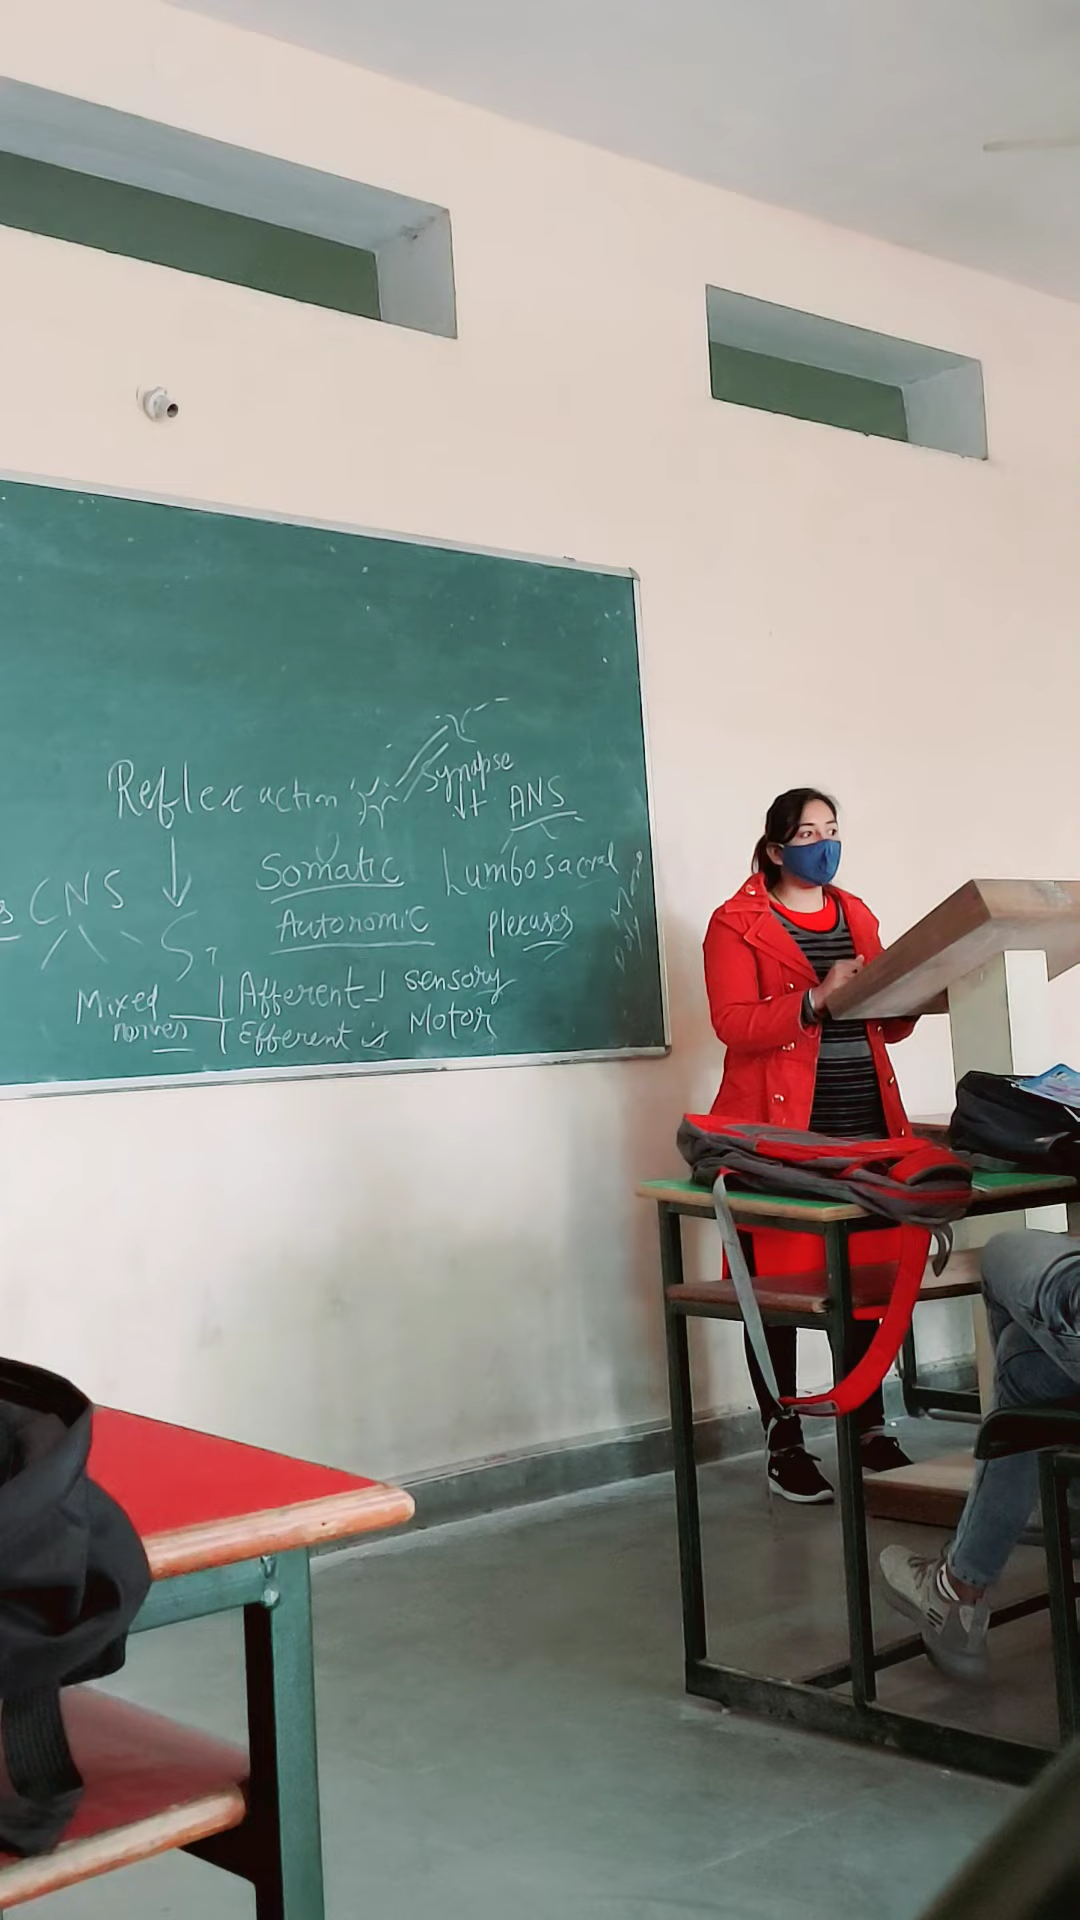 Reflex action
Synapse
ANS
CNS
Somatic
Lumbosacral
Autonomic
plexuses
Mixed
nerves
Afferent
sensory
Efferent is
Motor